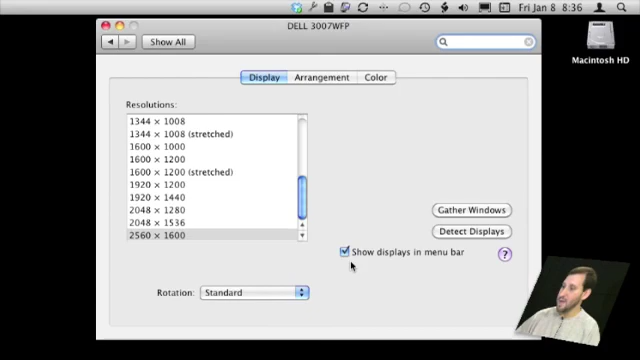 Fri Jan 8 8:36
DELL 3007WFP
Show All
Macintosh HD
Display
Arrangement
Color
Resolutions:
1344 × 1008
1344 × 1008 (stretched)
1600 × 1000
1600 × 1200
1600 × 1200 (stretched)
1920 × 1200
1920 × 1440
2048 × 1280
2048 × 1536
2560 × 1600
Gather Windows
Detect Displays
Show displays in menu bar
?
Rotation: Standard